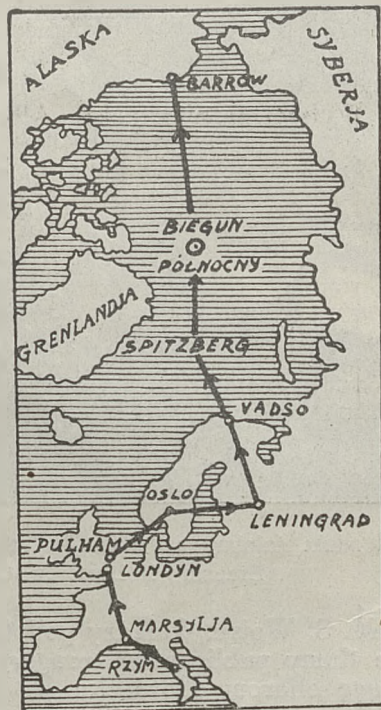 ALASKA
SYBERJA
BARROW
BIEGUN
PÓŁNOCNY
GRENLANDJA
SPITZBERG
VADSO
OSLO
LENINGRAD
PULHAM
LONDYN
MARSYLJA
RZYM